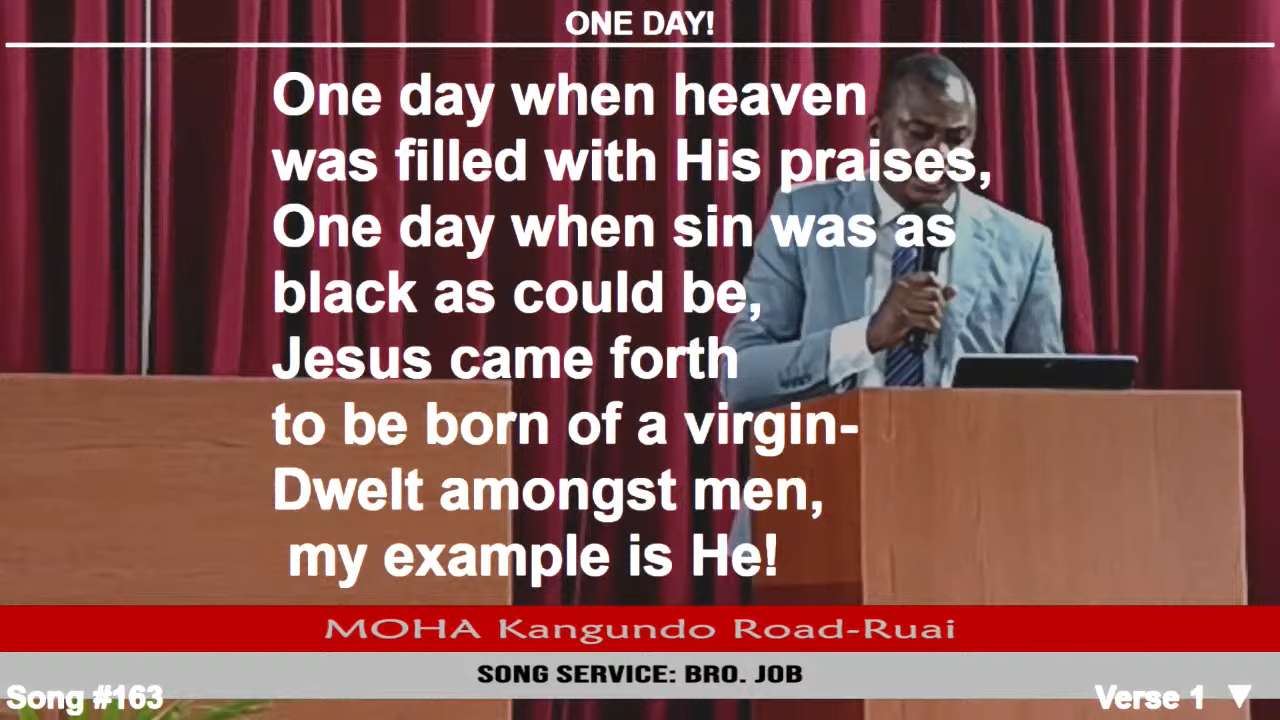 ONE DAY!
One day when heaven
was filled with His praises,
One day when sin was as
black as could be,
Jesus came forth
to be born of a virgin-
Dwelt amongst men,
my example is He!
MOHA Kangundo Road-Ruai
SONG SERVICE: BRO. JOB
Song #163
Verse 1 ▼